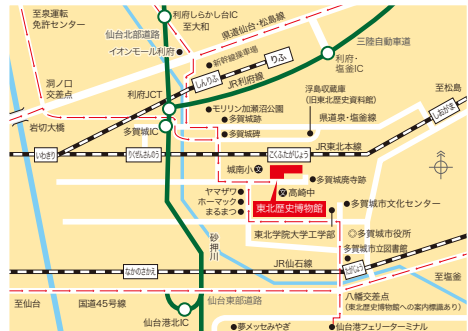 至泉運転
免許センター
利府しらかし台IC
至大和
県道仙台・松島線
仙台北部道路
イオンモール利府
新幹線操車場
りふ
三陸自動車道
しんりふ
JR利府線
利府・
塩釜IC
洞ノ口
交差点
利府JCT
モリリン加瀬沼公園
浮島収蔵庫
(旧東北歴史資料館)
至松島
しおがま
岩切大橋
多賀城IC
多賀城跡
多賀城碑
県道泉・塩釜線
JR東北本線
いわきり
りくぜんさんのう
こくふたがじょう
城南小
文
多賀城廃寺跡
ヤマザワ
ホーマック
まるまつ
文
高崎中
東北歴史博物館
多賀城市文化センター
砂押川
東北学院大学工学部
◎多賀城市役所
多賀城市立図書館
JR仙石線
なかのさかえ
たがじょう
至塩釜
至仙台
国道45号線
仙台東部道路
八幡交差点
(東北歴史博物館への案内標識あり)
仙台港北IC
夢メッセみやぎ
仙台港フェリーターミナル